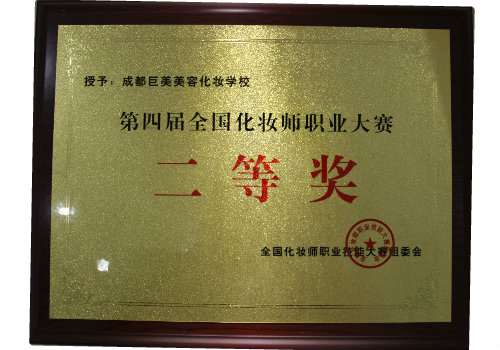 授予：成都巨美美容化妆学校
第四届全国化妆师职业大赛
二等奖
全国化妆师职业技能大赛组委会